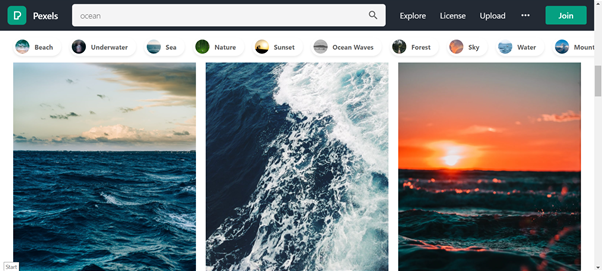 Pexels ocean Explore License Upload ••• Join
Beach Underwater Sea Nature Sunset Ocean Waves Forest Sky Water Mount
Start